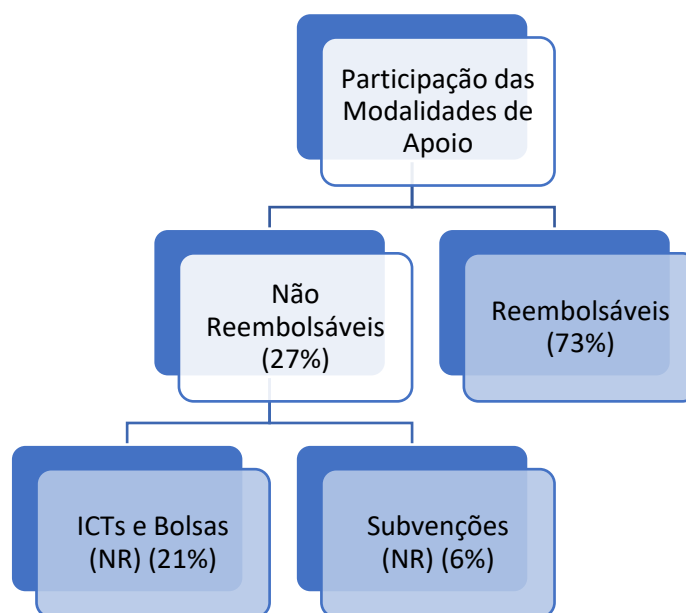 Participação das
Modalidades de
Apoio
Não
Reembolsáveis
(27%)
Reembolsáveis
(73%)
ICTs e Bolsas
(NR) (21%)
Subvenções
(NR) (6%)